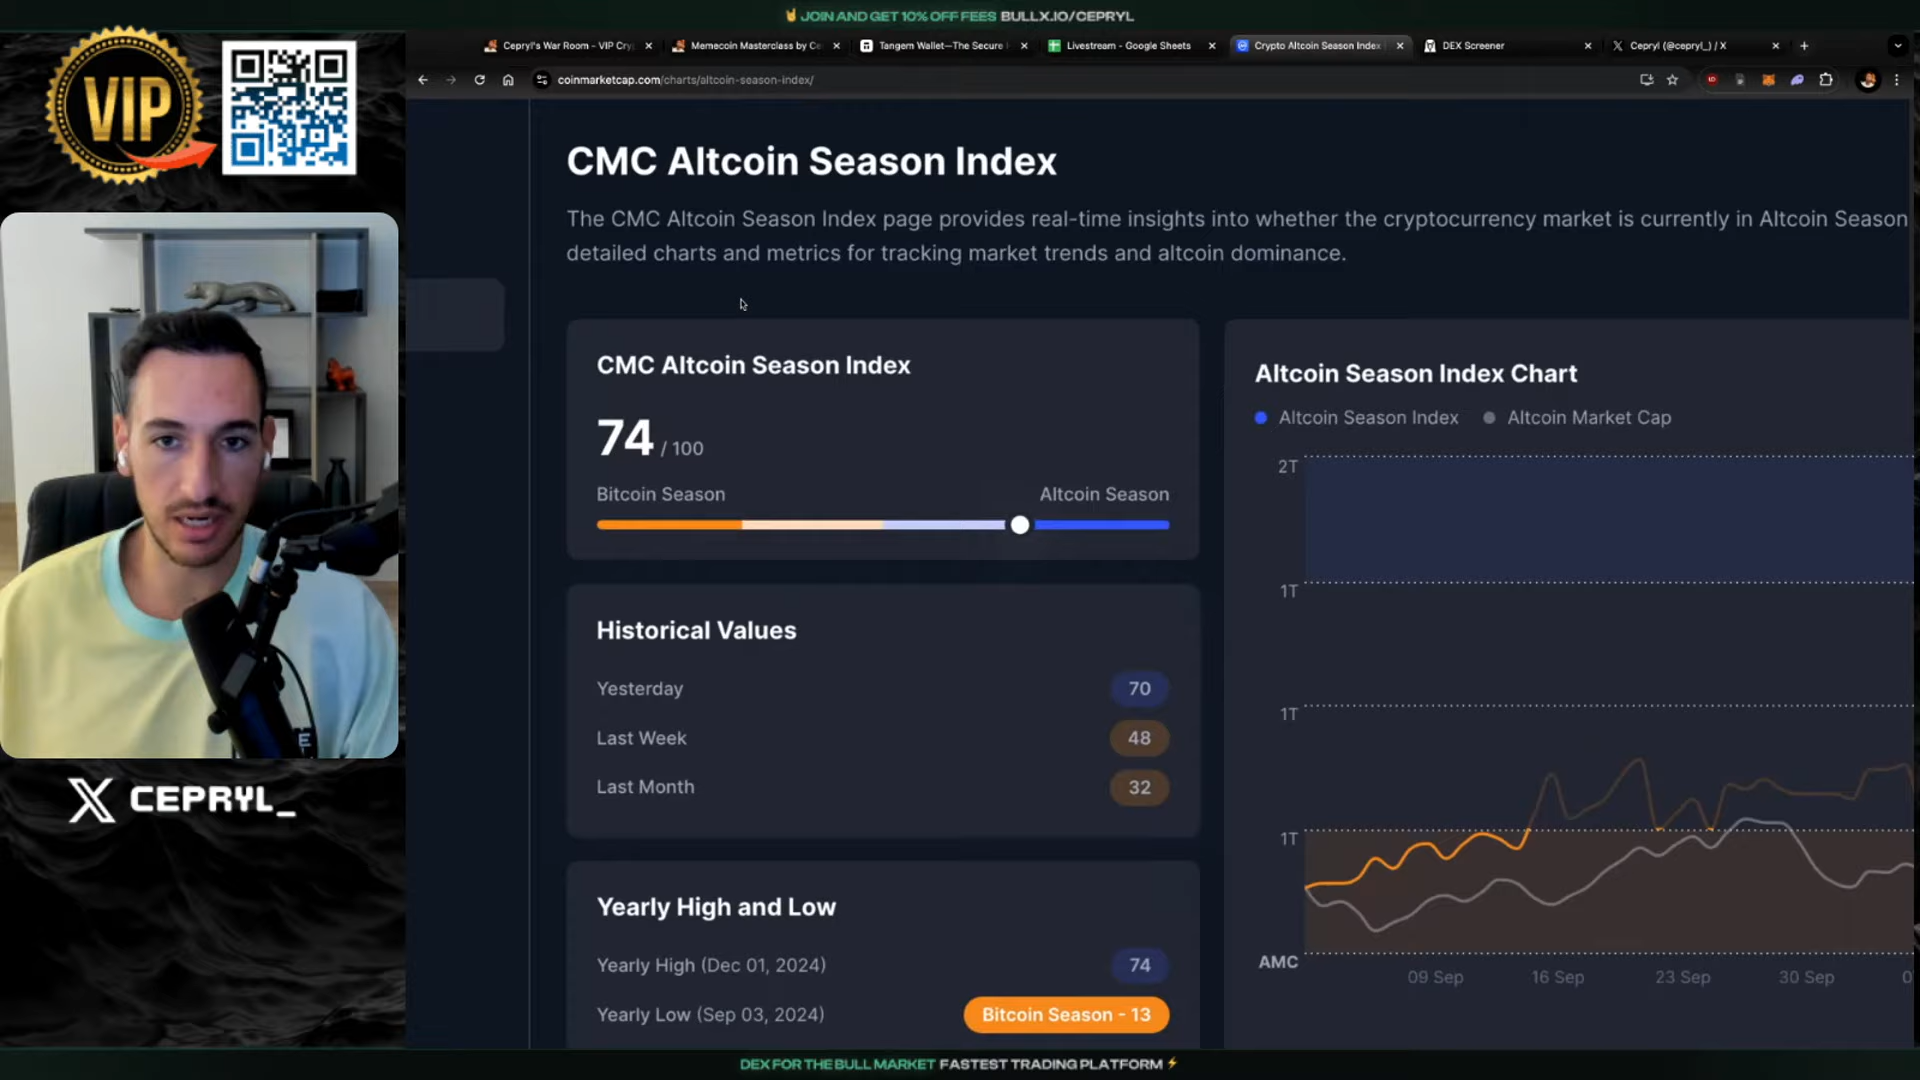 JOIN AND GET 10% OFF FEES BULLX.IO/CEPRYL
VIP
Cepryl's War Room - VIP Cry
Memecoin Masterclass by Ce
Tangem Wallet—The Secure
Livestream - Google Sheets
Crypto Altcoin Season Index
DEX Screener
Cepryl (@cepryl_) / X
coinmarketcap.com/charts/altcoin-season-index/
CMC Altcoin Season Index
The CMC Altcoin Season Index page provides real-time insights into whether the cryptocurrency market is currently in Altcoin Season
detailed charts and metrics for tracking market trends and altcoin dominance.
CMC Altcoin Season Index
74 / 100
Bitcoin Season
Altcoin Season
Historical Values
Yesterday 70
Last Week 48
Last Month 32
Yearly High and Low
Yearly High (Dec 01, 2024) 74
Yearly Low (Sep 03, 2024) Bitcoin Season - 13
Altcoin Season Index Chart
Altcoin Season Index
Altcoin Market Cap
2T
1T
1T
1T
AMC
09 Sep
16 Sep
23 Sep
30 Sep
0
X CEPRYL_
DEX FOR THE BULL MARKET FASTEST TRADING PLATFORM